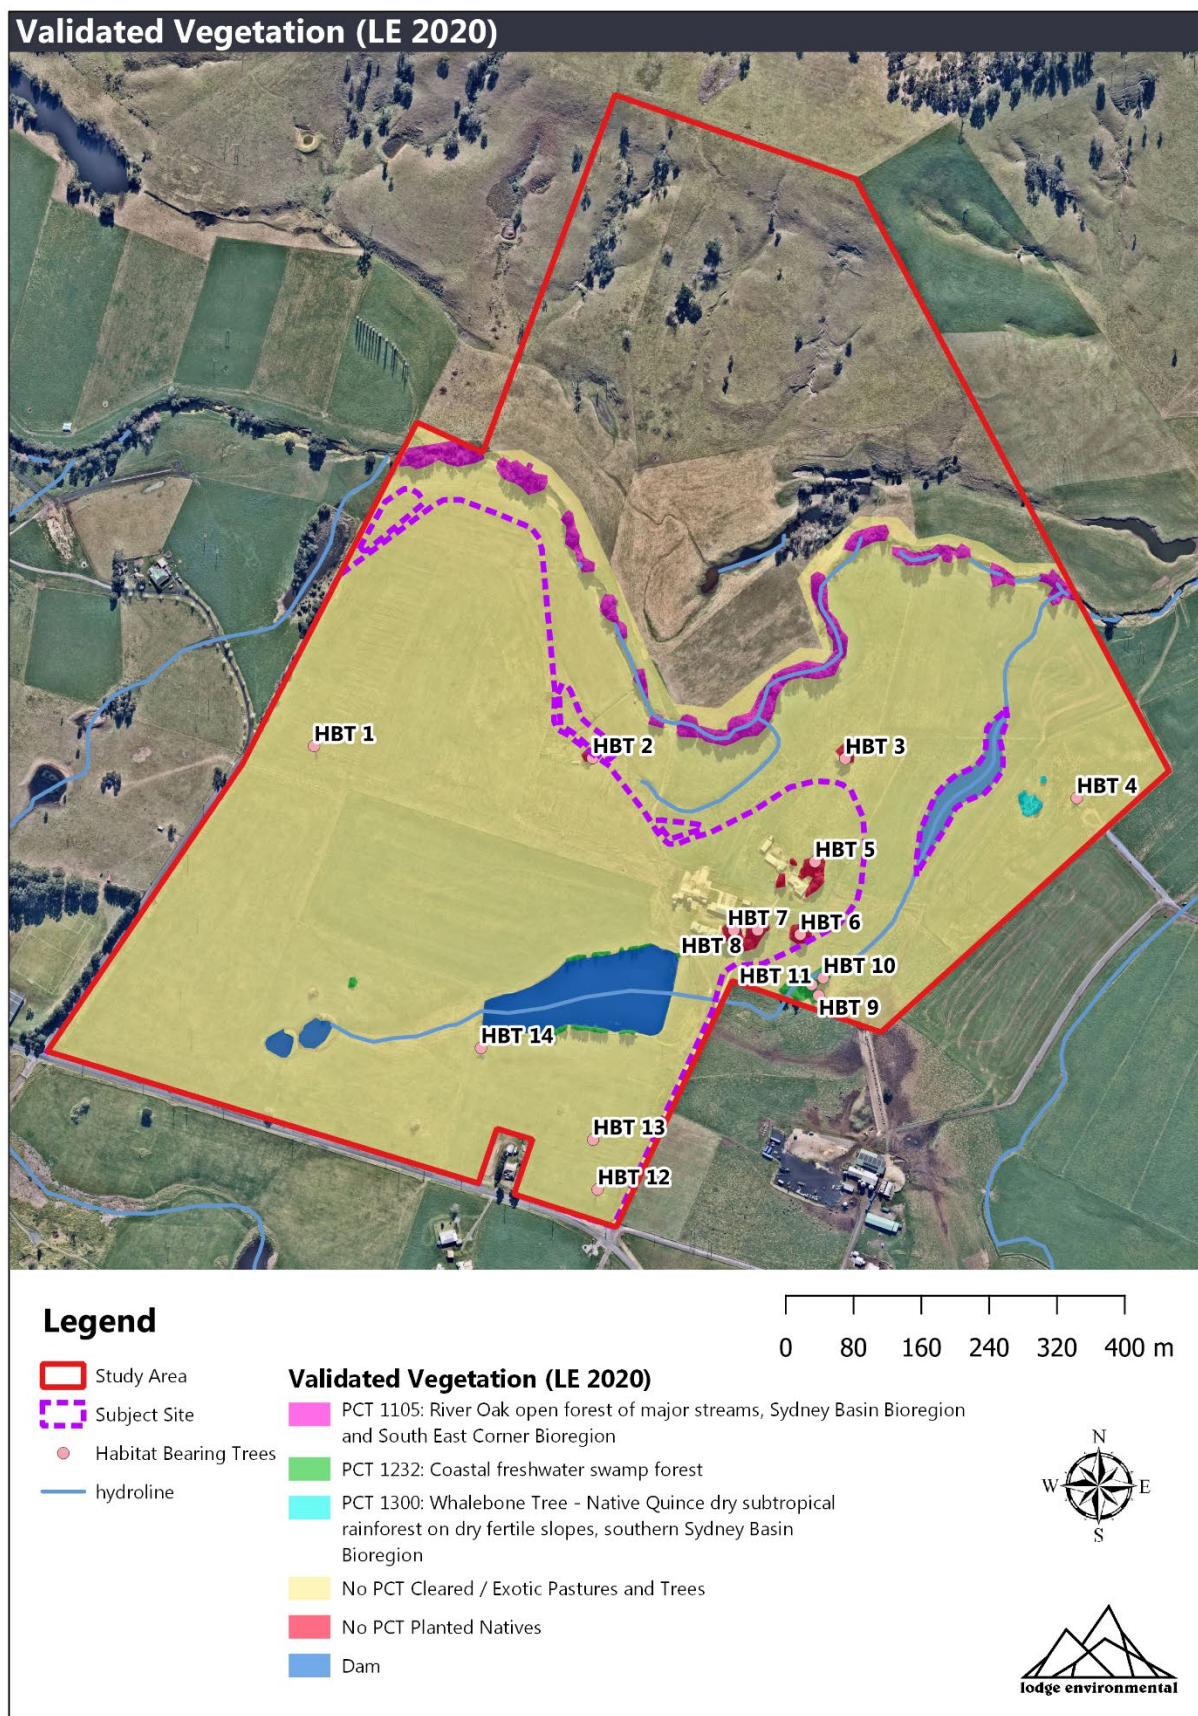 Validated Vegetation (LE 2020)
HBT 1
HBT 2
HBT 3
HBT 4
HBT 5
HBT 7
HBT 6
HBT 8
HBT 11
HBT 10
HBT 9
HBT 14
HBT 13
HBT 12
Legend
Study Area
Subject Site
Habitat Bearing Trees
hydroline
Validated Vegetation (LE 2020)
PCT 1105: River Oak open forest of major streams, Sydney Basin Bioregion
and South East Corner Bioregion
PCT 1232: Coastal freshwater swamp forest
PCT 1300: Whalebone Tree - Native Quince dry subtropical
rainforest on dry fertile slopes, southern Sydney Basin
Bioregion
No PCT Cleared / Exotic Pastures and Trees
No PCT Planted Natives
Dam
0 80 160 240 320 400 m
N
W E
S
lodge environmental